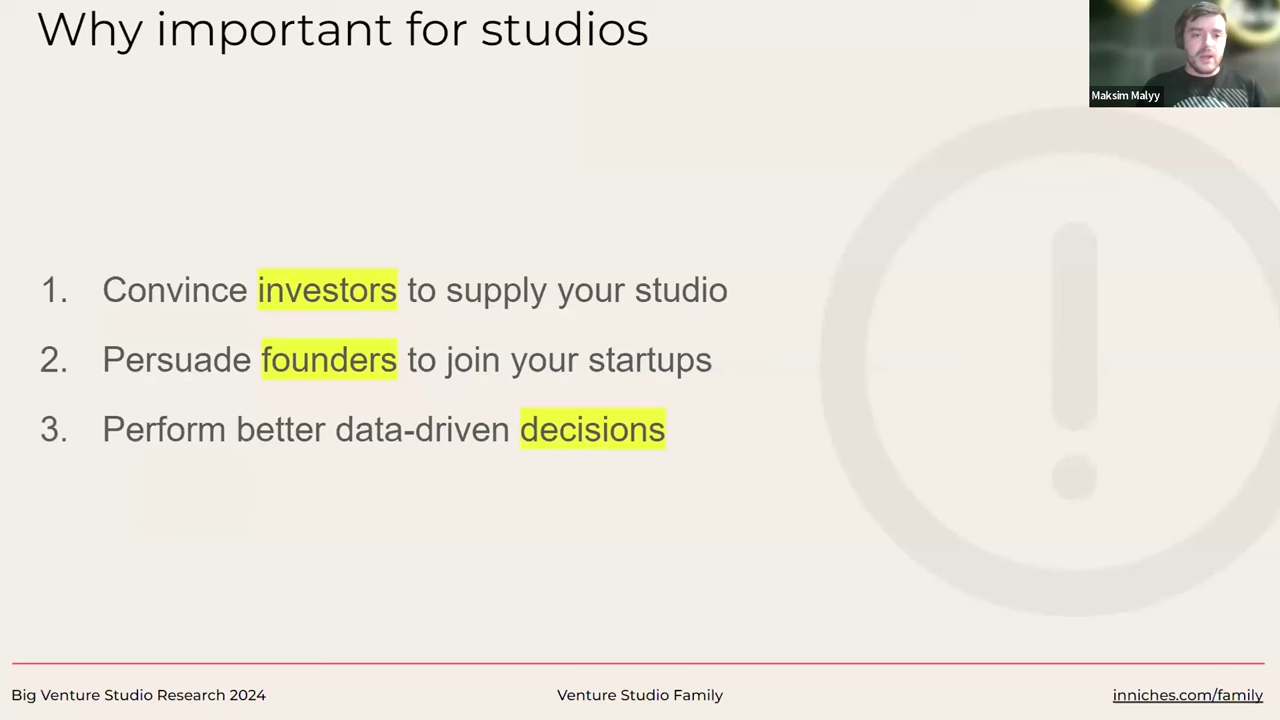 Why important for studios
Maksim Malyy
1. Convince investors to supply your studio
2. Persuade founders to join your startups
3. Perform better data-driven decisions
Big Venture Studio Research 2024
Venture Studio Family
inniches.com/family